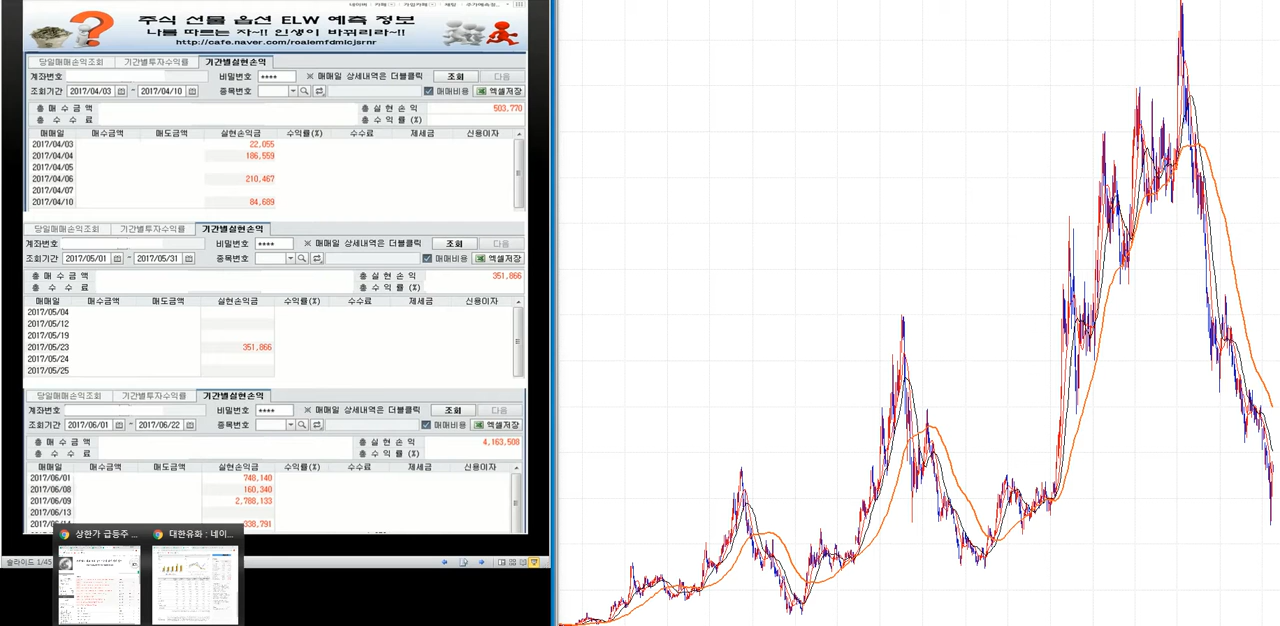 주식 선물 옵션 ELW 예측 정보
나를 따르는 자~!! 인생이 바뀌리라~!!
http://cafe.naver.com/roalemfdmlcjsrnr
당일매매손익조회 기간별투자수익률 기간별실현손익
계좌번호 비밀번호 **** ※ 매매일 상세내역은 더블클릭 조회 다음
조회기간 2017/04/03 ~ 2017/04/10 종목번호 매매비용 엑셀저장
총 매 수 금 액 총 실 현 손 익 503,770
총 수 수 료 총 수 익 률 (%)
매매일 매수금액 매도금액 실현손익금 수익률(%) 수수료 제세금 신용이자
2017/04/03 22,055
2017/04/04 186,559
2017/04/05
2017/04/06 210,467
2017/04/07
2017/04/10 84,689
당일매매손익조회 기간별투자수익률 기간별실현손익
계좌번호 비밀번호 **** ※ 매매일 상세내역은 더블클릭 조회 다음
조회기간 2017/05/01 ~ 2017/05/31 종목번호 매매비용 엑셀저장
총 매 수 금 액 총 실 현 손 익 351,866
총 수 수 료 총 수 익 률 (%)
매매일 매수금액 매도금액 실현손익금 수익률(%) 수수료 제세금 신용이자
2017/05/04
2017/05/12
2017/05/19
2017/05/23 351,866
2017/05/24
2017/05/25
당일매매손익조회 기간별투자수익률 기간별실현손익
계좌번호 비밀번호 **** ※ 매매일 상세내역은 더블클릭 조회 다음
조회기간 2017/06/01 ~ 2017/06/22 종목번호 매매비용 엑셀저장
총 매 수 금 액 총 실 현 손 익 4,163,508
총 수 수 료 총 수 익 률 (%)
매매일 매수금액 매도금액 실현손익금 수익률(%) 수수료 제세금 신용이자
2017/06/01 748,140
2017/06/08 160,340
2017/06/09 2,788,133
2017/06/13
338,791
상한가 급등주 ... 대한유화 : 네이...
슬라이드 1/45